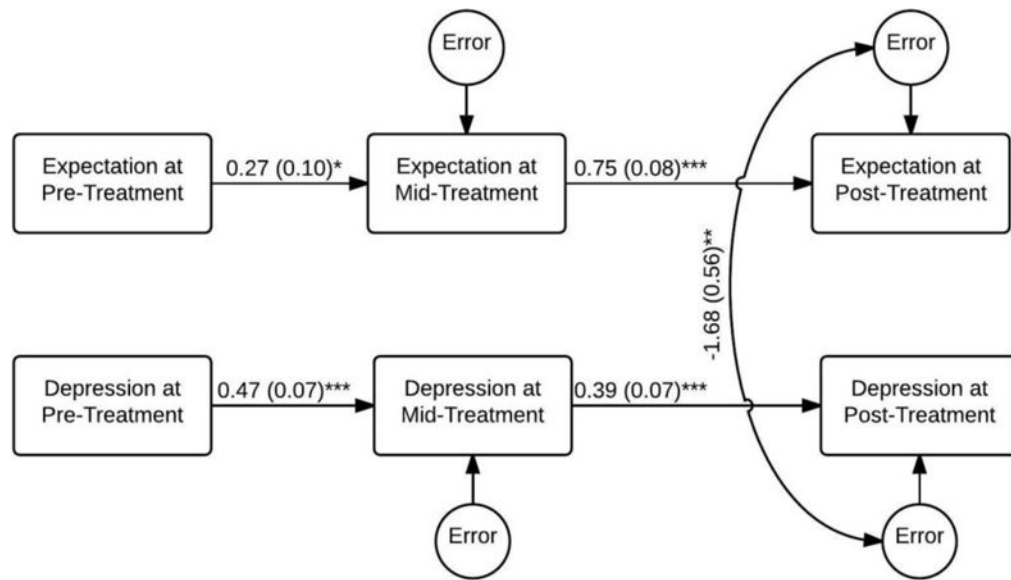 Error
Error
Expectation at
Pre-Treatment
0.27 (0.10)*
Expectation at
Mid-Treatment
0.75 (0.08)***
Expectation at
Post-Treatment
-1.68 (0.56)**
Depression at
Pre-Treatment
0.47 (0.07)***
Depression at
Mid-Treatment
0.39 (0.07)***
Depression at
Post-Treatment
Error
Error